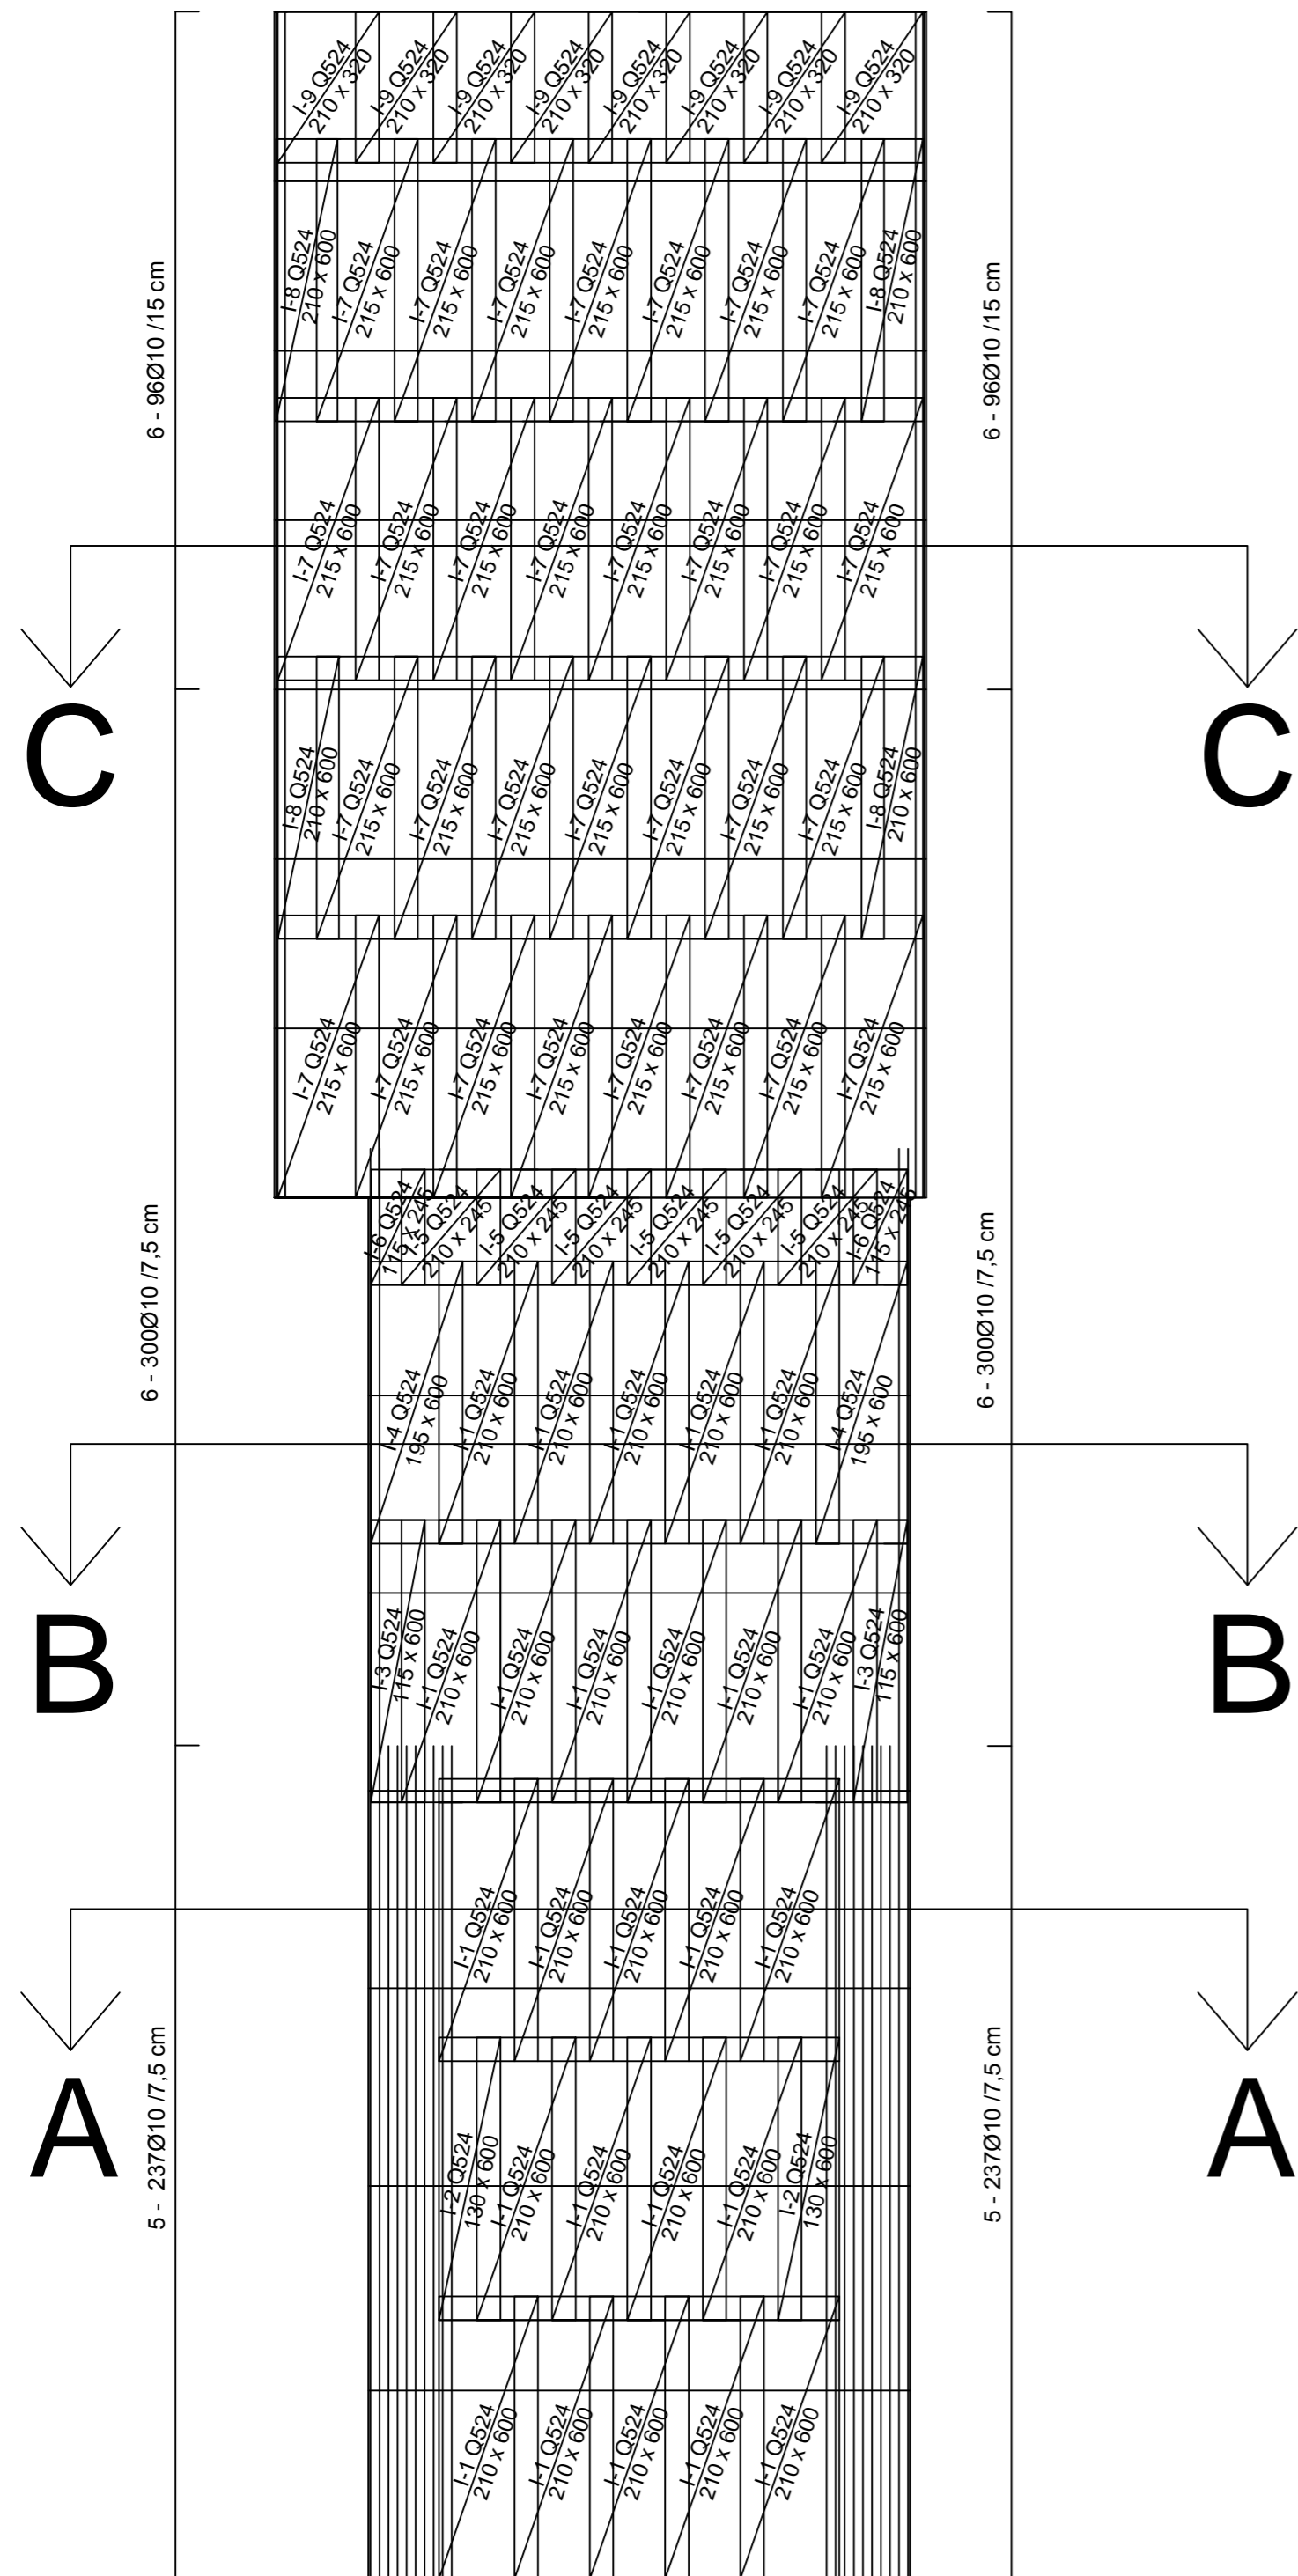 I-9 Q524
210 x 320
I-9 Q524
210 x 320
I-9 Q524
210 x 320
I-9 Q524
210 x 320
I-9 Q524
210 x 320
I-9 Q524
210 x 320
I-9 Q524
210 x 320
I-9 Q524
210 x 320
6 - 96Ø10 /15 cm
I-8 Q524
210 x 600
I-7 Q524
215 x 600
I-7 Q524
215 x 600
I-7 Q524
215 x 600
I-7 Q524
215 x 600
I-7 Q524
215 x 600
I-7 Q524
215 x 600
I-7 Q524
215 x 600
I-8 Q524
210 x 600
6 - 96Ø10 /15 cm
I-7 Q524
215 x 600
I-7 Q524
215 x 600
I-7 Q524
215 x 600
I-7 Q524
215 x 600
I-7 Q524
215 x 600
I-7 Q524
215 x 600
I-7 Q524
215 x 600
I-7 Q524
215 x 600
C
C
I-8 Q524
210 x 600
I-7 Q524
215 x 600
I-7 Q524
215 x 600
I-7 Q524
215 x 600
I-7 Q524
215 x 600
I-7 Q524
215 x 600
I-7 Q524
215 x 600
I-7 Q524
215 x 600
I-8 Q524
210 x 600
I-7 Q524
215 x 600
I-7 Q524
215 x 600
I-7 Q524
215 x 600
I-7 Q524
215 x 600
I-7 Q524
215 x 600
I-7 Q524
215 x 600
I-7 Q524
215 x 600
I-7 Q524
215 x 600
6 - 300Ø10 /7,5 cm
I-6 Q524
115 x 245
I-5 Q524
210 x 245
I-5 Q524
210 x 245
I-5 Q524
210 x 245
I-5 Q524
210 x 245
I-5 Q524
210 x 245
I-5 Q524
210 x 245
I-6 Q524
115 x 245
6 - 300Ø10 /7,5 cm
I-4 Q524
195 x 600
I-1 Q524
210 x 600
I-1 Q524
210 x 600
I-1 Q524
210 x 600
I-1 Q524
210 x 600
I-1 Q524
210 x 600
I-4 Q524
195 x 600
B
B
I-3 Q524
115 x 600
I-1 Q524
210 x 600
I-1 Q524
210 x 600
I-1 Q524
210 x 600
I-1 Q524
210 x 600
I-1 Q524
210 x 600
I-1 Q524
210 x 600
I-3 Q524
115 x 600
I-1 Q524
210 x 600
I-1 Q524
210 x 600
I-1 Q524
210 x 600
I-1 Q524
210 x 600
I-1 Q524
210 x 600
A
A
5 - 237Ø10 /7,5 cm
I-2 Q524
130 x 600
I-1 Q524
210 x 600
I-1 Q524
210 x 600
I-1 Q524
210 x 600
I-1 Q524
210 x 600
I-2 Q524
130 x 600
5 - 237Ø10 /7,5 cm
I-1 Q524
210 x 600
I-1 Q524
210 x 600
I-1 Q524
210 x 600
I-1 Q524
210 x 600
I-1 Q524
210 x 600